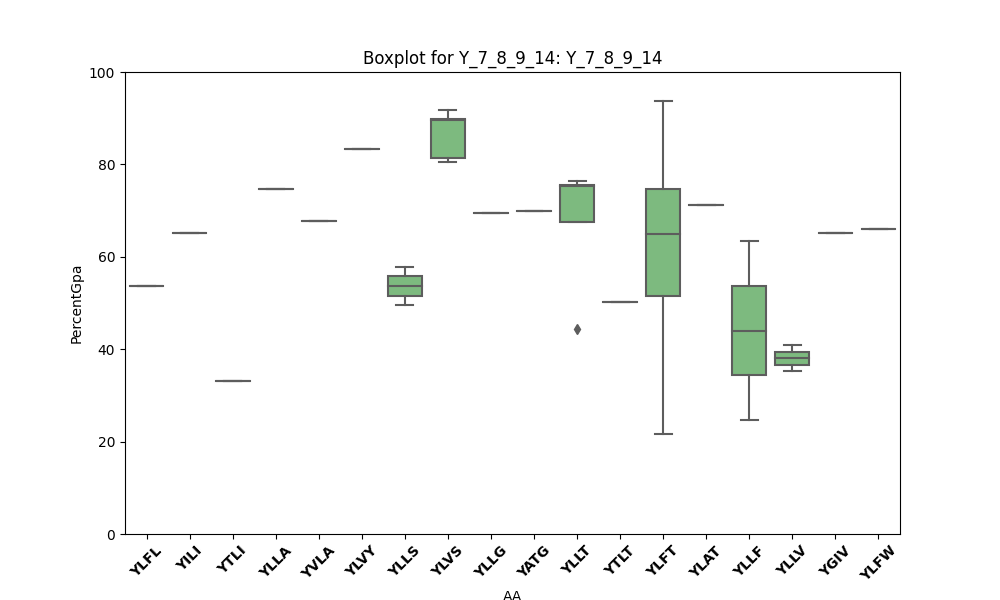 Boxplot for Y_7_8_9_14: Y_7_8_9_14
100
80
60
40
20
0
PercentGpa
YLFL
YILI
YTLI
YLLA
YVLA
YLVY
YLLS
YLVS
YLLG
YATG
YLLT
YTLT
YLFT
YLAT
YLLF
YLLV
YGIV
YLFW
AA